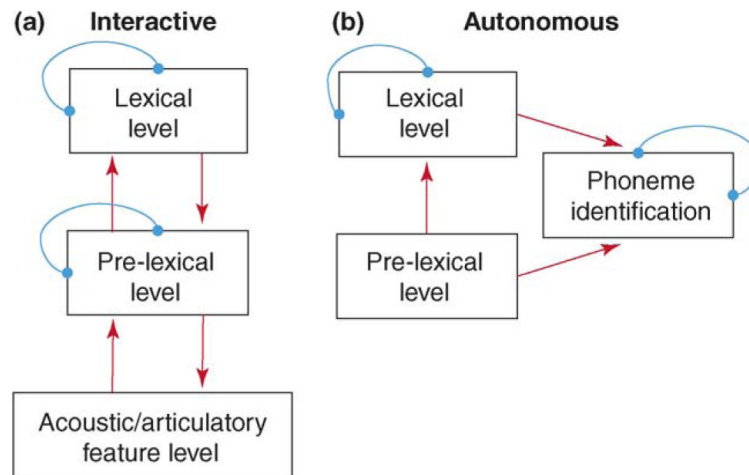 (a) Interactive
Lexical
level
Pre-lexical
level
Acoustic/articulatory
feature level
(b) Autonomous
Lexical
level
Phoneme
identification
Pre-lexical
level